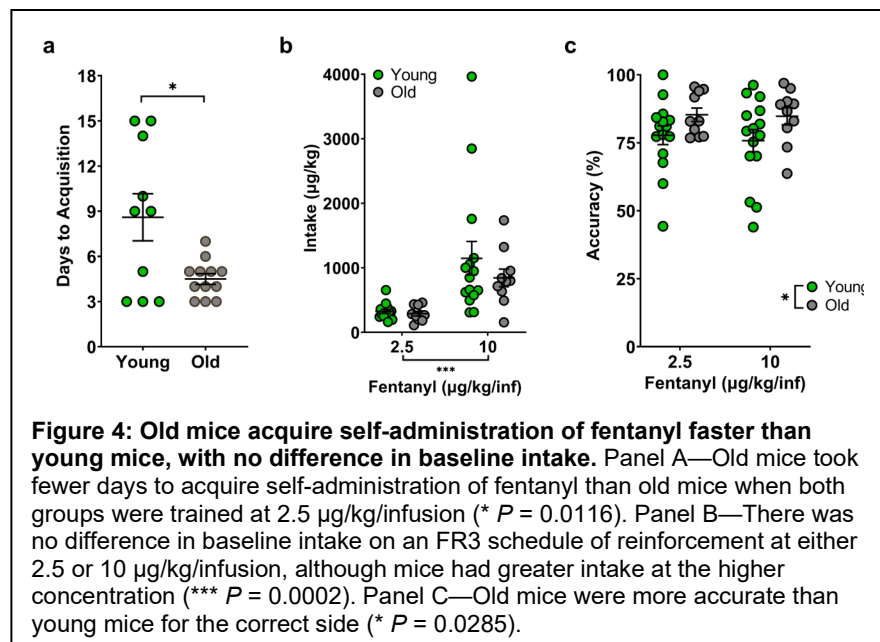 a
b
c
18
15
12
9
6
3
0
Days to Acquisition
*
Young
Old
4000
3000
2000
1000
0
Intake (µg/kg)
Young
Old
2.5
10
***
Fentanyl (µg/kg/inf)
100
75
50
25
0
Accuracy (%)
*
Young
Old
2.5
10
Fentanyl (µg/kg/inf)
Figure 4: Old mice acquire self-administration of fentanyl faster than
young mice, with no difference in baseline intake. Panel A—Old mice took
fewer days to acquire self-administration of fentanyl than old mice when both
groups were trained at 2.5 µg/kg/infusion (* P = 0.0116). Panel B—There was
no difference in baseline intake on an FR3 schedule of reinforcement at either
2.5 or 10 µg/kg/infusion, although mice had greater intake at the higher
concentration (*** P = 0.0002). Panel C—Old mice were more accurate than
young mice for the correct side (* P = 0.0285).